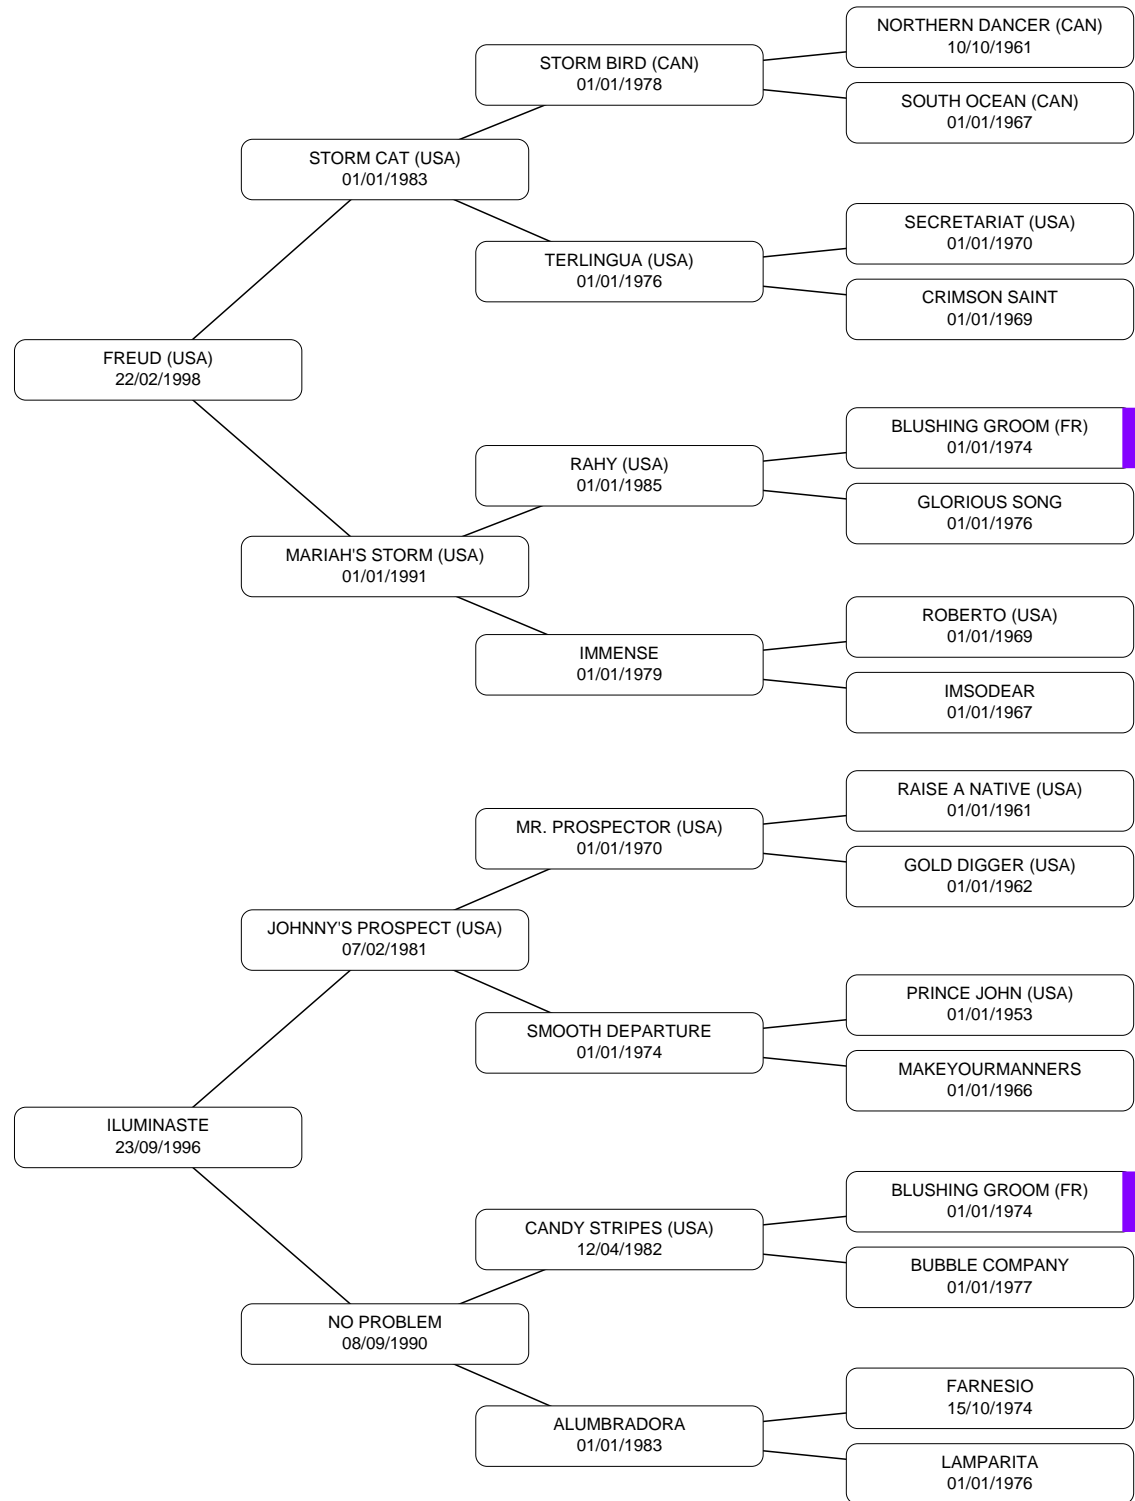 NORTHERN DANCER (CAN)
10/10/1961
STORM BIRD (CAN)
01/01/1978
SOUTH OCEAN (CAN)
01/01/1967
STORM CAT (USA)
01/01/1983
SECRETARIAT (USA)
01/01/1970
TERLINGUA (USA)
01/01/1976
CRIMSON SAINT
01/01/1969
FREUD (USA)
22/02/1998
BLUSHING GROOM (FR)
01/01/1974
RAHY (USA)
01/01/1985
GLORIOUS SONG
01/01/1976
MARIAH'S STORM (USA)
01/01/1991
ROBERTO (USA)
01/01/1969
IMMENSE
01/01/1979
IMSODEAR
01/01/1967
RAISE A NATIVE (USA)
01/01/1961
MR. PROSPECTOR (USA)
01/01/1970
GOLD DIGGER (USA)
01/01/1962
JOHNNY'S PROSPECT (USA)
07/02/1981
PRINCE JOHN (USA)
01/01/1953
SMOOTH DEPARTURE
01/01/1974
MAKEYOURMANNERS
01/01/1966
ILUMINASTE
23/09/1996
BLUSHING GROOM (FR)
01/01/1974
CANDY STRIPES (USA)
12/04/1982
BUBBLE COMPANY
01/01/1977
NO PROBLEM
08/09/1990
FARNESIO
15/10/1974
ALUMBRADORA
01/01/1983
LAMPARITA
01/01/1976